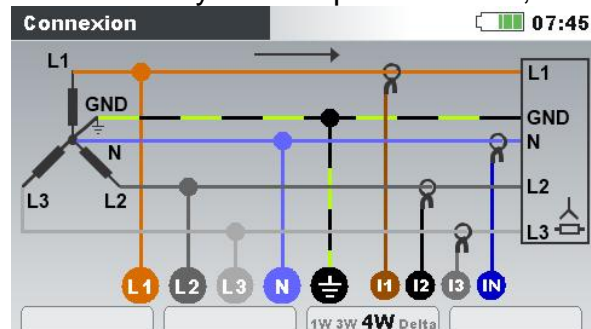 Connexion 07:45
L1 L1
GND GND
N N
L3 L2 L2
L3
L1 L2 L3 N I1 I2 I3 IN
1W 3W 4W Delta